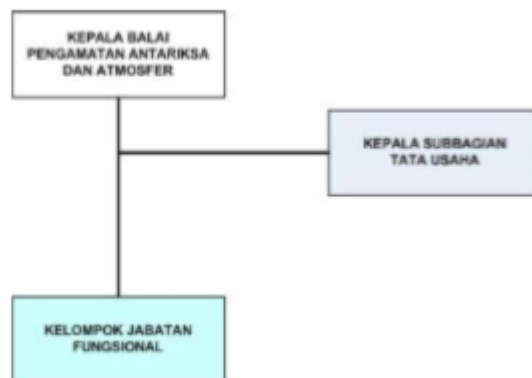 KEPALA BALAI
PENGAMATAN ANTARIKSA
DAN ATMOSFER
KEPALA SUBBAGIAN
TATA USAHA
KELOMPOK JABATAN
FUNGSIONAL